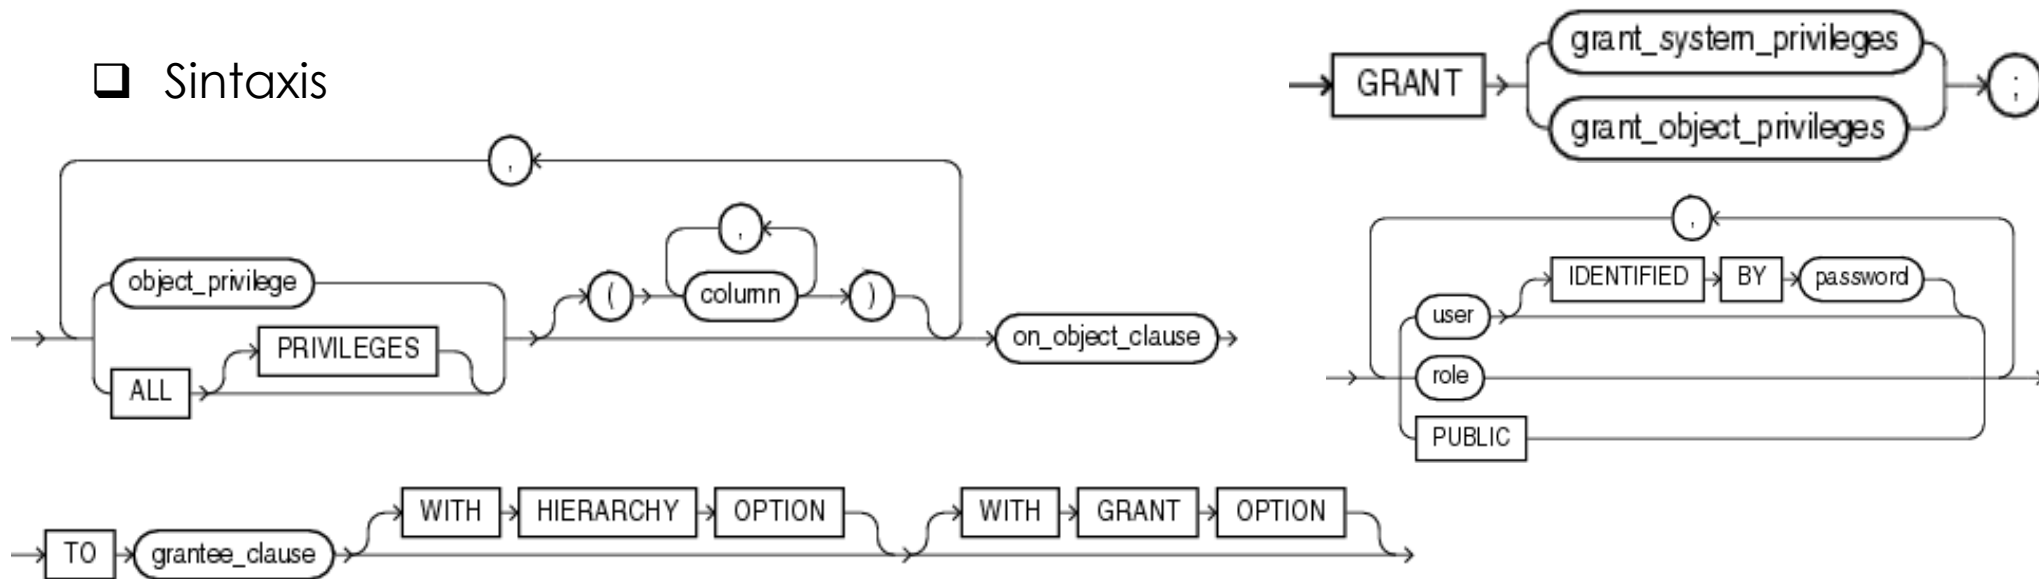 ❑ Sintaxis
GRANT grant_system_privileges ;
grant_object_privileges
,
,
object_privilege ( column )
ALL PRIVILEGES on_object_clause
,
IDENTIFIED BY password
user
role
PUBLIC
TO grantee_clause WITH HIERARCHY OPTION WITH GRANT OPTION